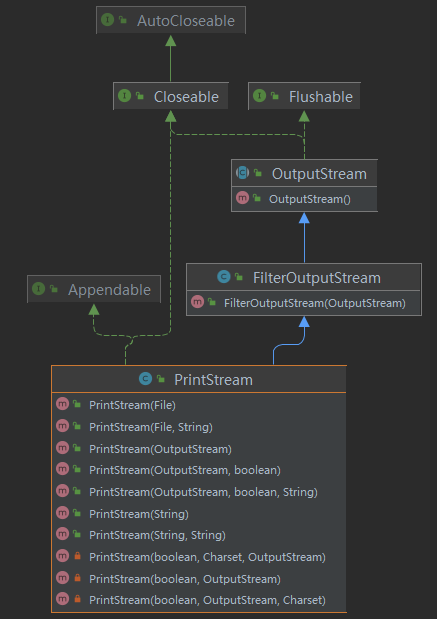 AutoCloseable
Closeable
Flushable
OutputStream
OutputStream()
FilterOutputStream
FilterOutputStream(OutputStream)
Appendable
PrintStream
PrintStream(File)
PrintStream(File, String)
PrintStream(OutputStream)
PrintStream(OutputStream, boolean)
PrintStream(OutputStream, boolean, String)
PrintStream(String)
PrintStream(String, String)
PrintStream(boolean, Charset, OutputStream)
PrintStream(boolean, OutputStream)
PrintStream(boolean, OutputStream, Charset)